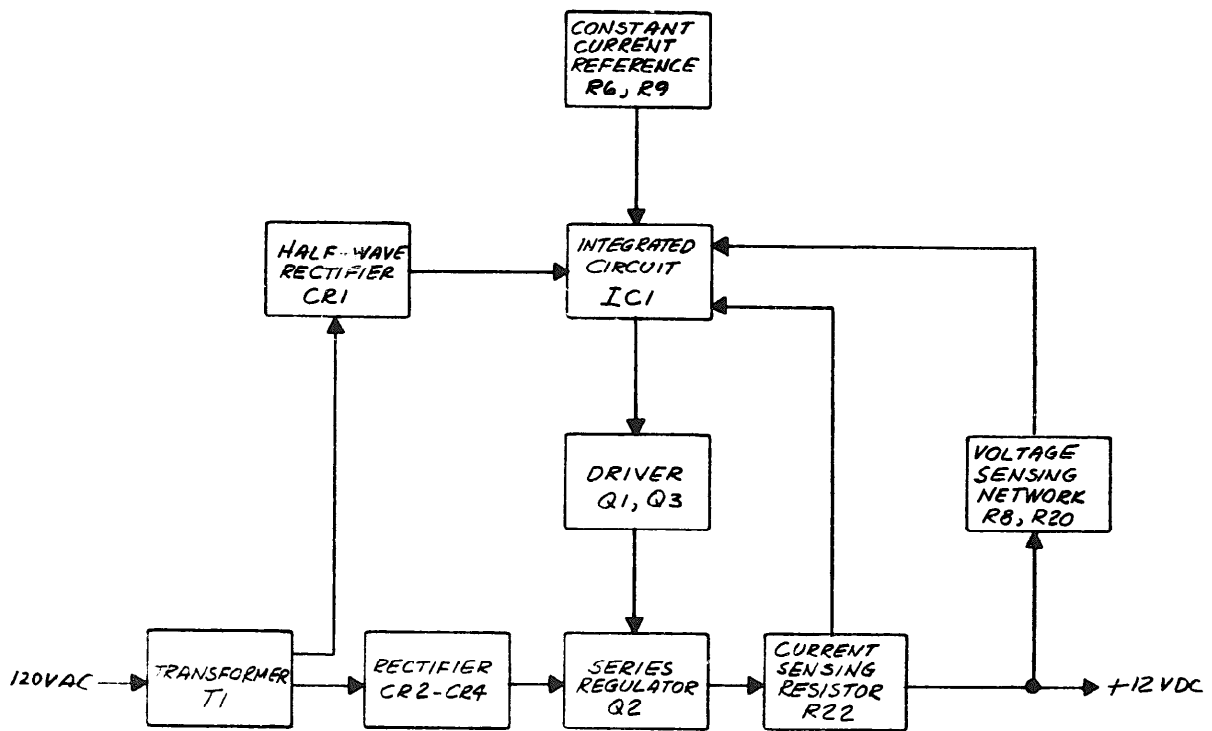 CONSTANT
CURRENT
REFERENCE
R6, R9
HALF-WAVE
RECTIFIER
CR1
INTEGRATED
CIRCUIT
IC1
DRIVER
Q1, Q3
VOLTAGE
SENSING
NETWORK
R8, R20
120VAC
TRANSFORMER
T1
RECTIFIER
CR2-CR4
SERIES
REGULATOR
Q2
CURRENT
SENSING
RESISTOR
R22
+12 VDC